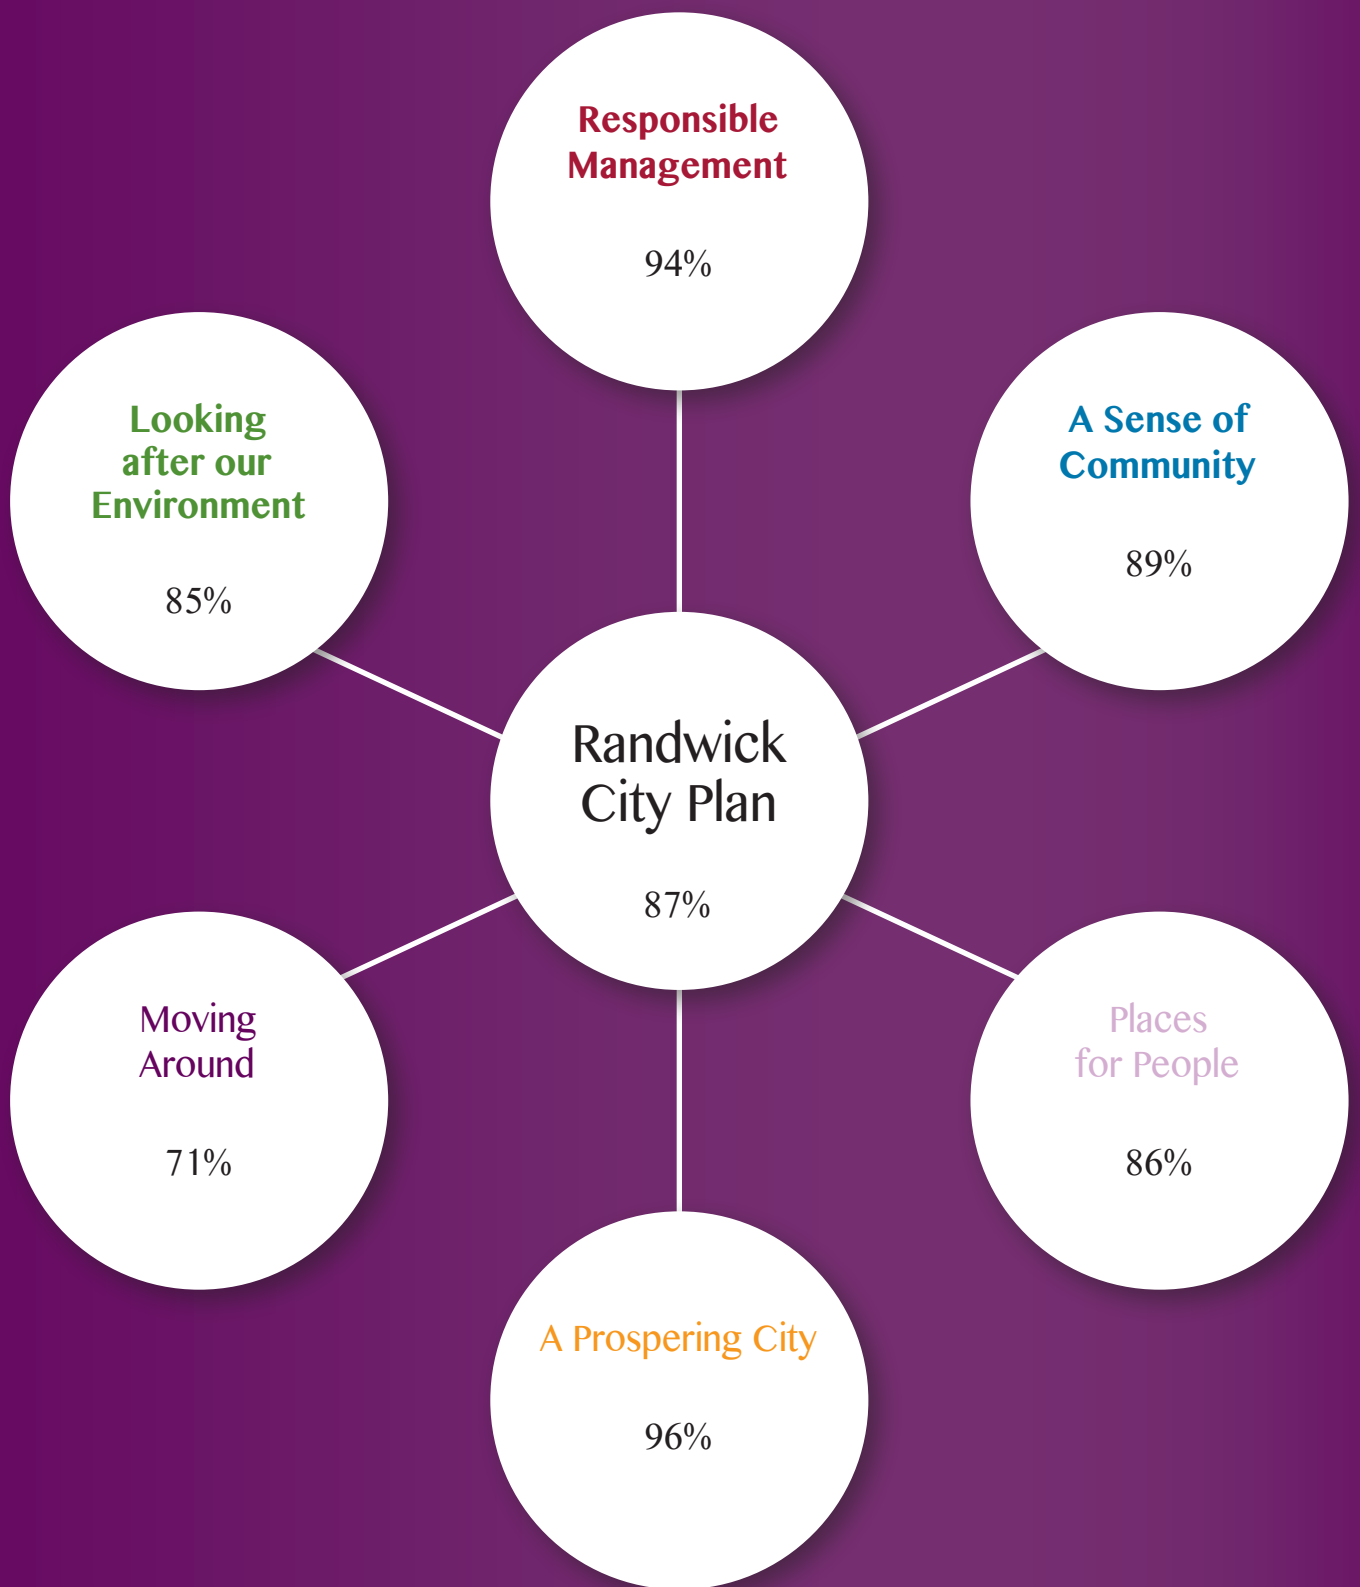 Responsible
Management
94%
Looking
after our
Environment
85%
A Sense of
Community
89%
Randwick
City Plan
87%
Moving
Around
71%
Places
for People
86%
A Prospering City
96%